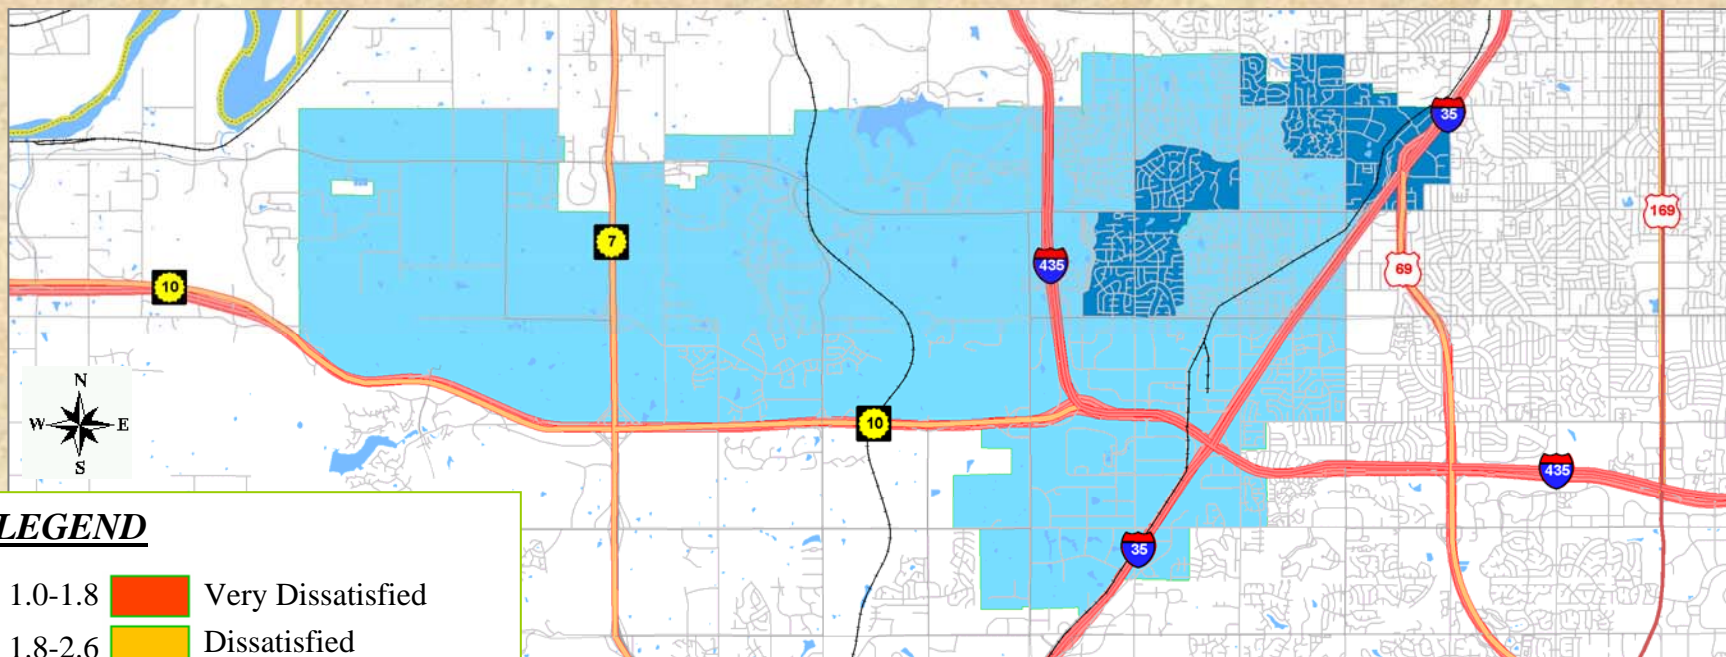 35
7
169
435
69
10
10
N
W E
S
435
35
LEGEND
1.0-1.8 Very Dissatisfied
1.8-2.6 Dissatisfied